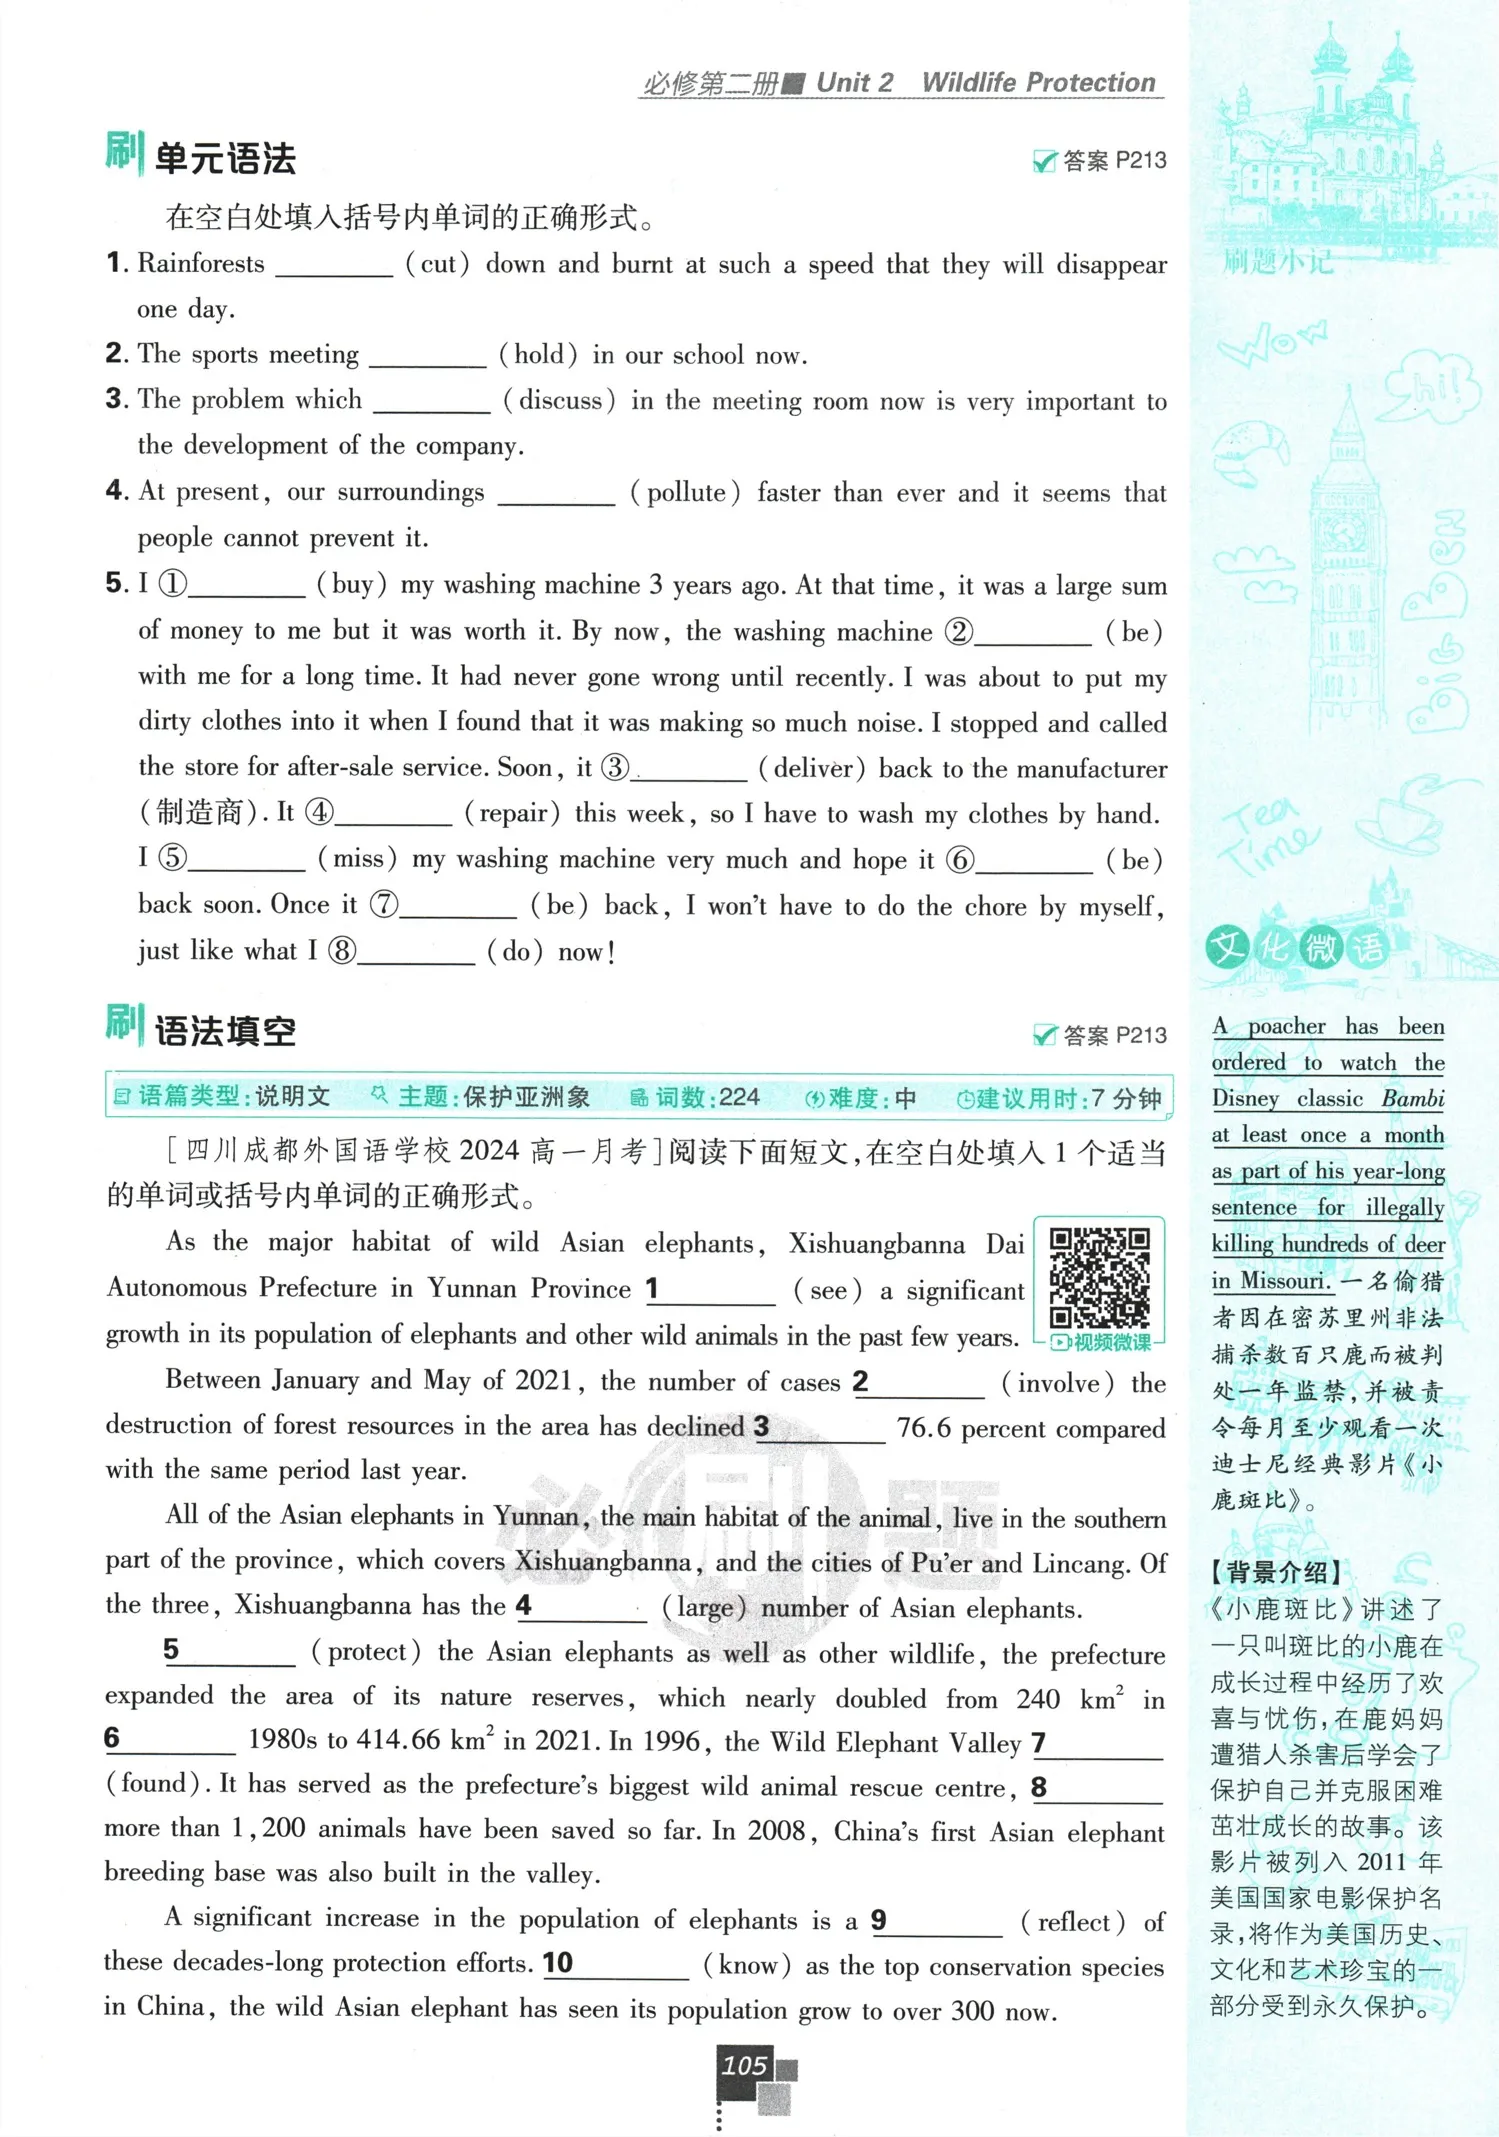 必修第二册 Unit 2 Wildlife Protection
刷 单元语法
答案 P213
在空白处填入括号内单词的正确形式。
1. Rainforests ________ (cut) down and burnt at such a speed that they will disappear
one day.
2. The sports meeting ________ (hold) in our school now.
3. The problem which ________ (discuss) in the meeting room now is very important to
the development of the company.
4. At present, our surroundings ________ (pollute) faster than ever and it seems that
people cannot prevent it.
5. I ①________ (buy) my washing machine 3 years ago. At that time, it was a large sum
of money to me but it was worth it. By now, the washing machine ②________ (be)
with me for a long time. It had never gone wrong until recently. I was about to put my
dirty clothes into it when I found that it was making so much noise. I stopped and called
the store for after-sale service. Soon, it ③________ (deliver) back to the manufacturer
(制造商). It ④________ (repair) this week, so I have to wash my clothes by hand.
I ⑤________ (miss) my washing machine very much and hope it ⑥________ (be)
back soon. Once it ⑦________ (be) back, I won't have to do the chore by myself,
just like what I ⑧________ (do) now!
刷 语法填空
答案 P213
语篇类型:说明文 主题:保护亚洲象 词数:224 难度:中 建议用时:7 分钟
[四川成都外国语学校 2024 高一月考]阅读下面短文,在空白处填入 1 个适当
的单词或括号内单词的正确形式。
As the major habitat of wild Asian elephants, Xishuangbanna Dai
Autonomous Prefecture in Yunnan Province 1________ (see) a significant
growth in its population of elephants and other wild animals in the past few years.
视频微课
Between January and May of 2021, the number of cases 2________ (involve) the
destruction of forest resources in the area has declined 3________ 76.6 percent compared
with the same period last year.
All of the Asian elephants in Yunnan, the main habitat of the animal, live in the southern
part of the province, which covers Xishuangbanna, and the cities of Pu'er and Lincang. Of
the three, Xishuangbanna has the 4________ (large) number of Asian elephants.
5________ (protect) the Asian elephants as well as other wildlife, the prefecture
expanded the area of its nature reserves, which nearly doubled from 240 km² in
6________ 1980s to 414.66 km² in 2021. In 1996, the Wild Elephant Valley 7________
(found). It has served as the prefecture's biggest wild animal rescue centre, 8________
more than 1,200 animals have been saved so far. In 2008, China's first Asian elephant
breeding base was also built in the valley.
A significant increase in the population of elephants is a 9________ (reflect) of
these decades-long protection efforts. 10________ (know) as the top conservation species
in China, the wild Asian elephant has seen its population grow to over 300 now.
必刷题
105
刷题小记
Wow
hi!
Big Ben
Tea
Time
文化微语
A poacher has been
ordered to watch the
Disney classic Bambi
at least once a month
as part of his year-long
sentence for illegally
killing hundreds of deer
in Missouri. 一名偷猎
者因在密苏里州非法
捕杀数百只鹿而被判
处一年监禁,并被责
令每月至少观看一次
迪士尼经典影片《小
鹿斑比》。
【背景介绍】
《小鹿斑比》讲述了
一只叫斑比的小鹿在
成长过程中经历了欢
喜与忧伤,在鹿妈妈
遭猎人杀害后学会了
保护自己并克服困难
茁壮成长的故事。该
影片被列入 2011 年
美国国家电影保护名
录,将作为美国历史、
文化和艺术珍宝的一
部分受到永久保护。